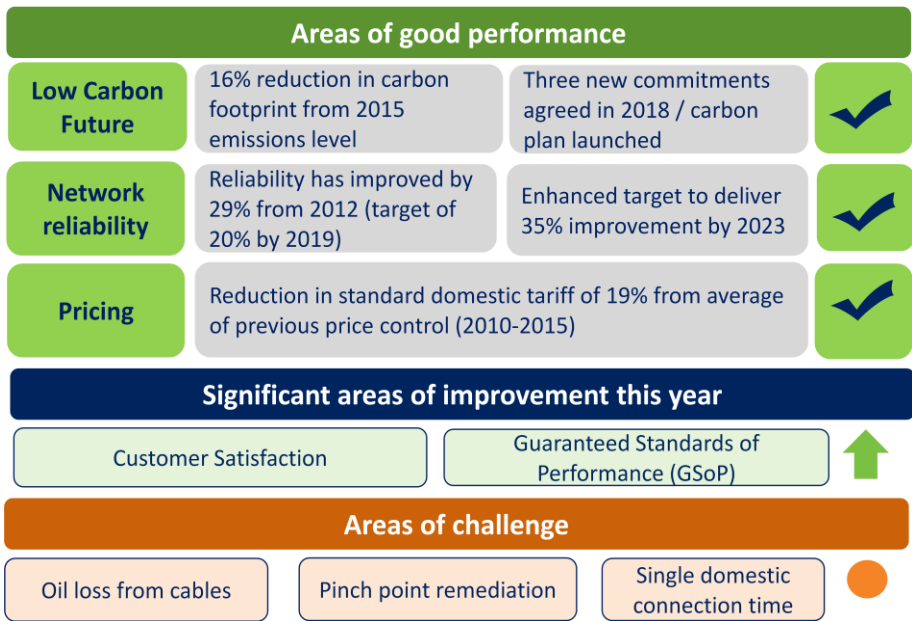 Areas of good performance
Low Carbon
Future
16% reduction in carbon
footprint from 2015
emissions level
Three new commitments
agreed in 2018 / carbon
plan launched
Network
reliability
Reliability has improved by
29% from 2012 (target of
20% by 2019)
Enhanced target to deliver
35% improvement by 2023
Pricing
Reduction in standard domestic tariff of 19% from average
of previous price control (2010-2015)
Significant areas of improvement this year
Customer Satisfaction
Guaranteed Standards of
Performance (GSoP)
Areas of challenge
Oil loss from cables
Pinch point remediation
Single domestic
connection time